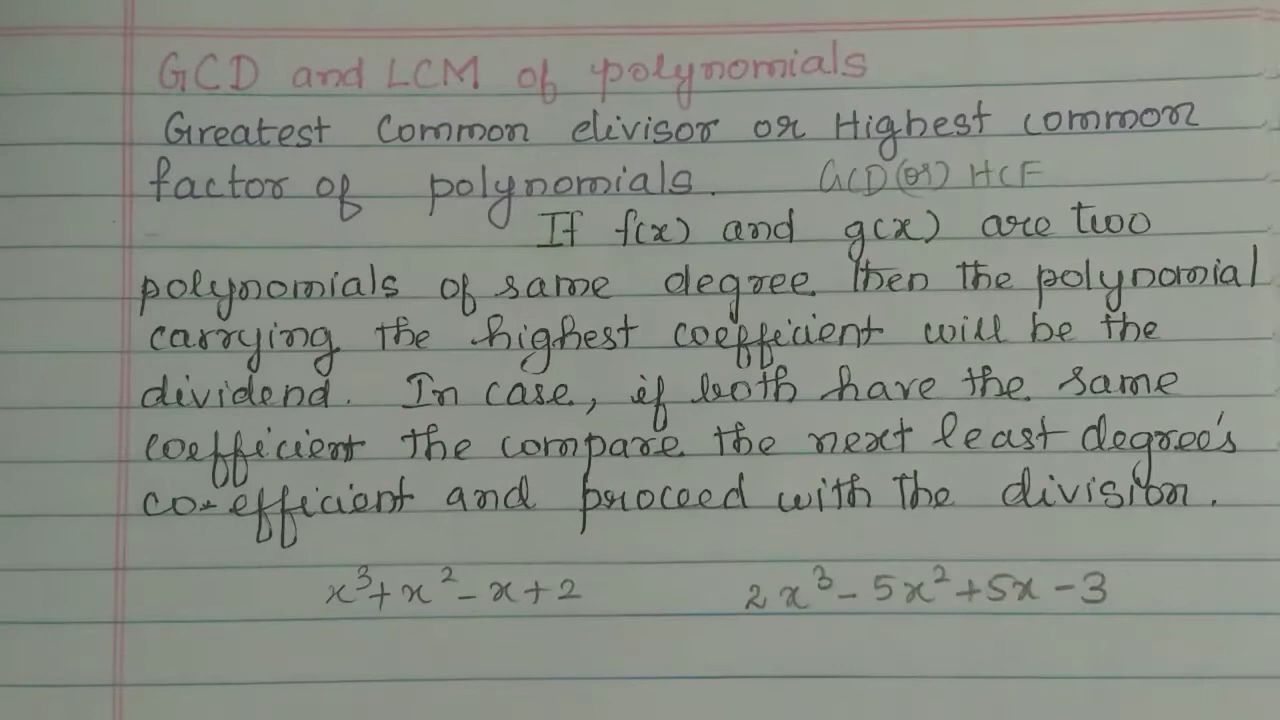 GCD and LCM of polynomials
Greatest common divisor or Highest common
factor of polynomials. GCD (or) HCF
If f(x) and g(x) are two
polynomials of same degree then the polynomial
carrying the highest coefficient will be the
dividend. In case, if both have the same
coefficient the compare the next least degree's
co-efficient and proceed with the division.
x³+x²-x+2 2x³-5x²+5x-3